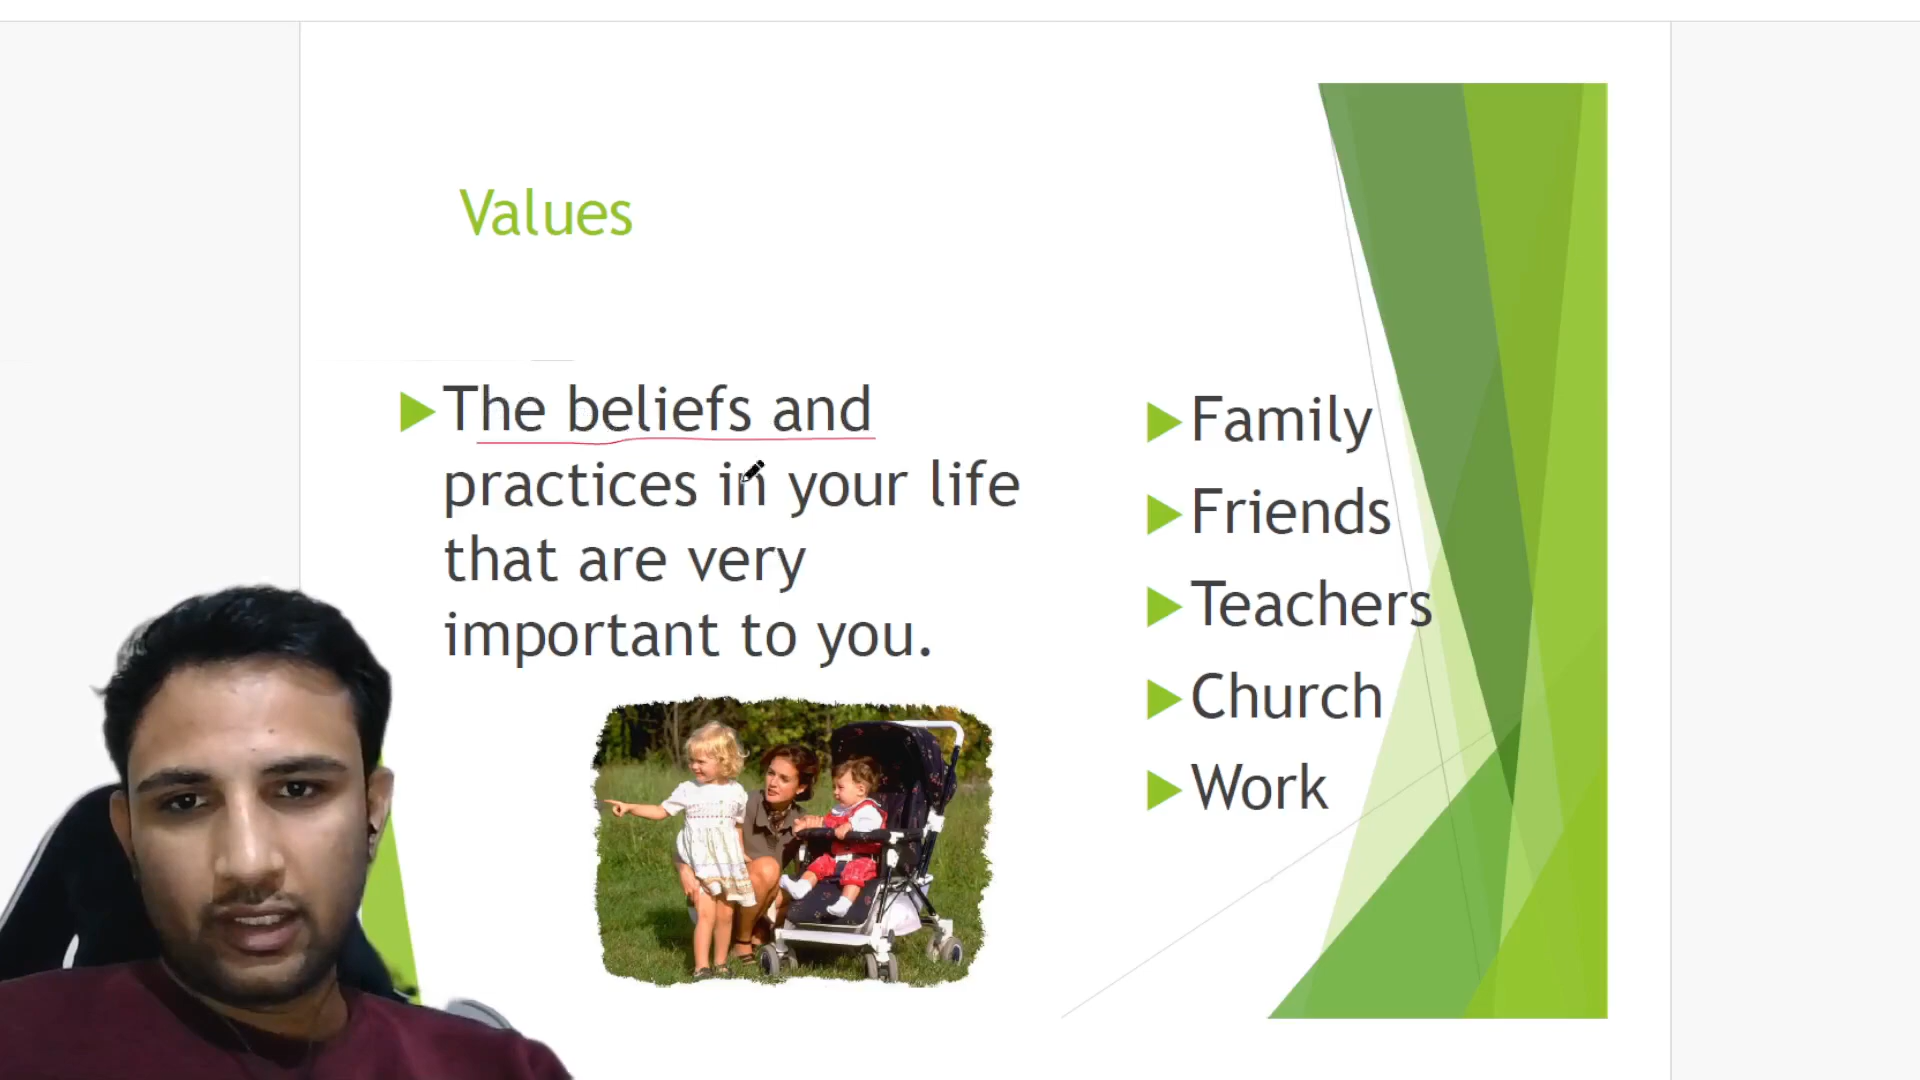 Values
The beliefs and
practices in your life
that are very
important to you.
Family
Friends
Teachers
Church
Work